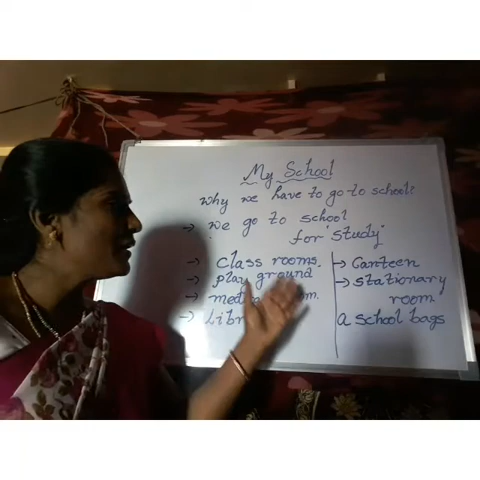 My School
Why we have to go to school?
→ we go to school
for "study"
→ Class rooms.
→ play ground
→
→
→ Canteen
→ stationary
room
a school bags